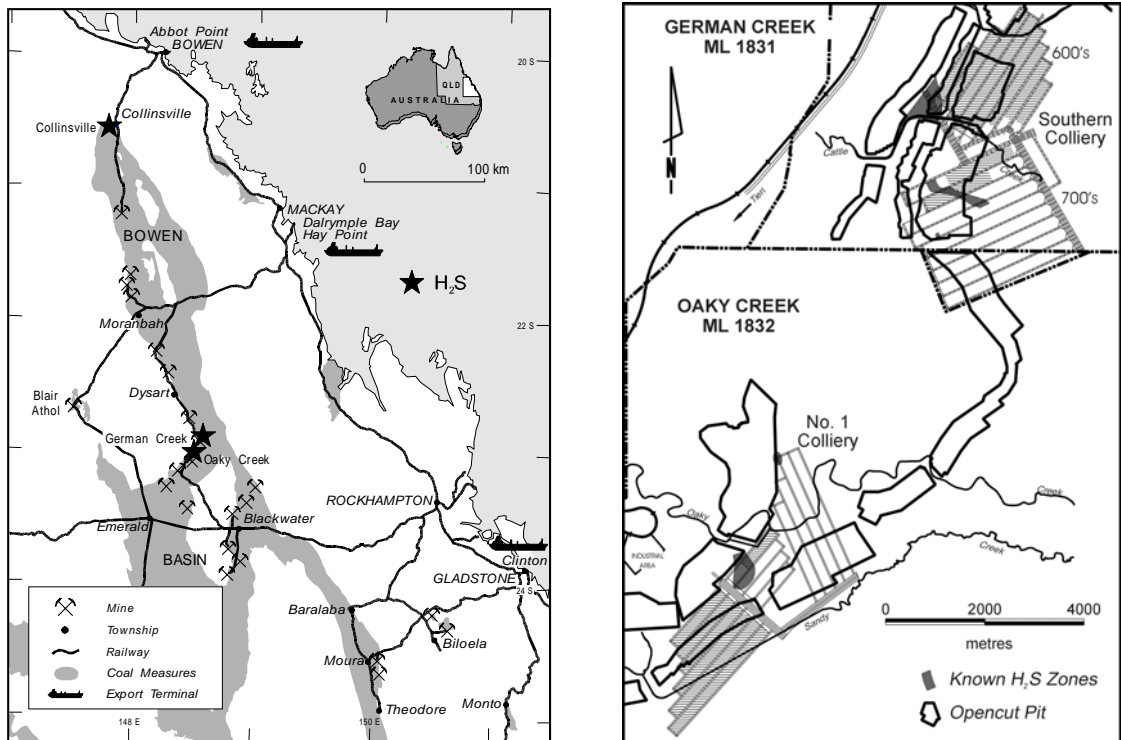 Abbot Point
BOWEN
20 S
QLD
AUSTRALIA
Collinsville
Collinsville
0
100 km
MACKAY
Dalrymple Bay
Hay Point
BOWEN
H₂S
Moranbah
22 S
Blair
Athol
Dysart
German Creek
Oaky Creek
ROCKHAMPTON
Emerald
Blackwater
BASIN
Clinton
GLADSTONE
24 S
Baralaba
Biloela
Moura
Theodore
Monto
148 E
150 E
Mine
Township
Railway
Coal Measures
Export Terminal
GERMAN CREEK
ML 1831
600's
Southern
Colliery
Cattle
Creek
N
Tieri
700's
OAKY CREEK
ML 1832
No. 1
Colliery
Oaky
Creek
INDUSTRIAL
AREA
Creek
Sandy
0
2000
4000
metres
Known H₂S Zones
Opencut Pit